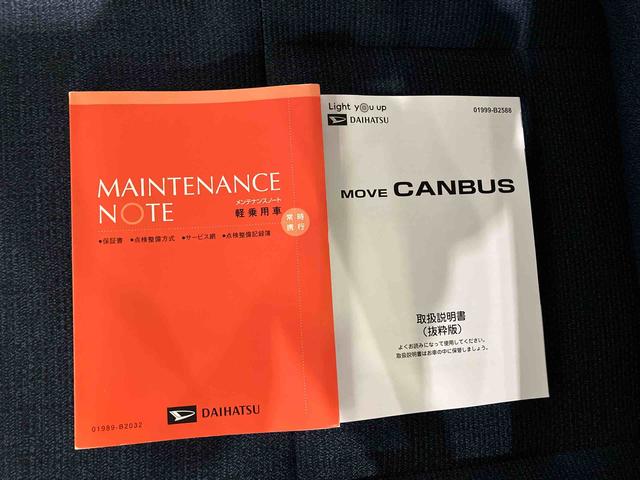 MAINTENANCE
NOTE
メンテナンスノート
軽乗用車
常時
携行
●保証書 ●点検整備方式 ●サービス網 ●点検整備記録簿
DAIHATSU
01989-B2032
Light you up
DAIHATSU
01999-B2588
MOVE CANBUS
取扱説明書
(抜粋版)
よくお読みになって使用してください。
取扱説明書はお車の中に保管しましょう。